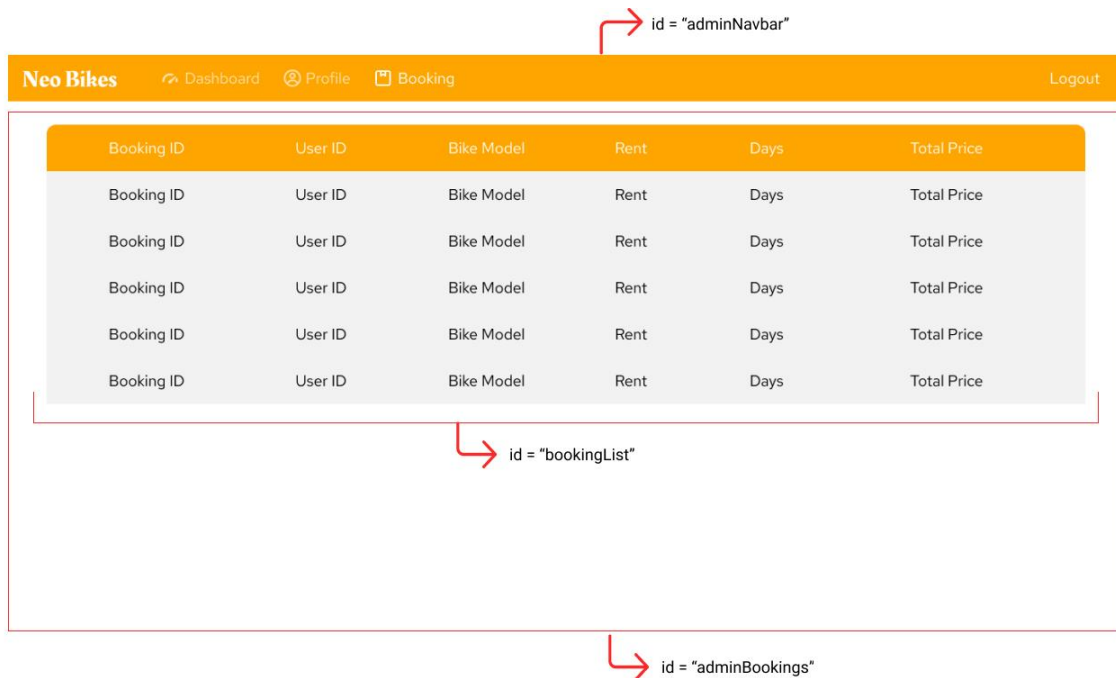 id = “adminNavbar”
Neo Bikes Dashboard Profile Booking Logout
Booking ID User ID Bike Model Rent Days Total Price
Booking ID User ID Bike Model Rent Days Total Price
Booking ID User ID Bike Model Rent Days Total Price
Booking ID User ID Bike Model Rent Days Total Price
Booking ID User ID Bike Model Rent Days Total Price
Booking ID User ID Bike Model Rent Days Total Price
id = “bookingList”
id = “adminBookings”